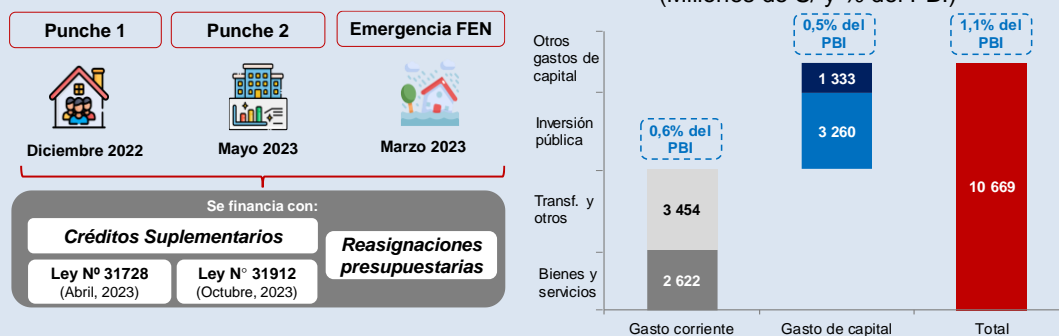 Punche 1
Punche 2
Emergencia FEN
Diciembre 2022
Mayo 2023
Marzo 2023
Se financia con:
Créditos Suplementarios
Ley Nº 31728
(Abril, 2023)
Ley N° 31912
(Octubre, 2023)
Reasignaciones
presupuestarias
Otros
gastos de
capital
Inversión
pública
Transf. y
otros
Bienes y
servicios
0,6% del
PBI
3 454
2 622
0,5% del
PBI
1 333
3 260
1,1% del
PBI
10 669
Gasto corriente
Gasto de capital
Total